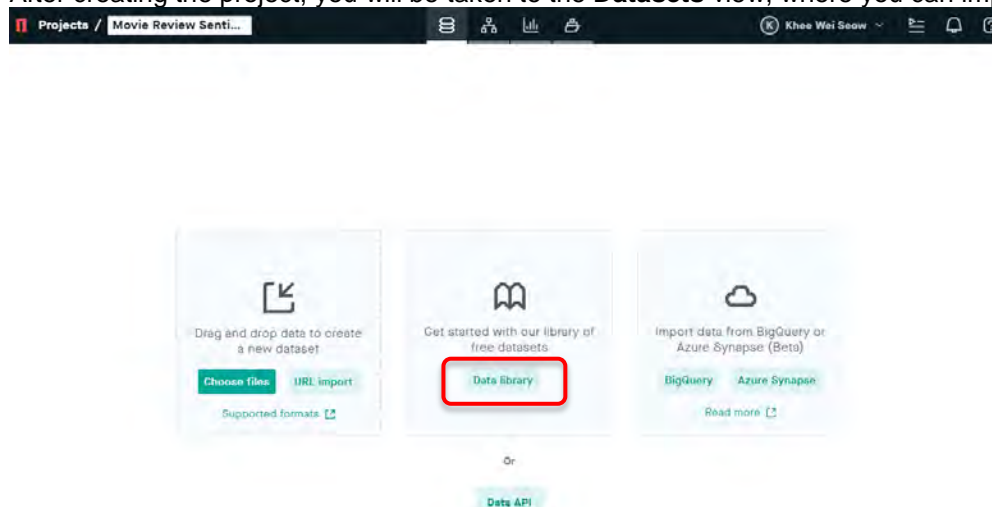 After creating the project, you will be taken to the Datasets view, where you can im
Projects / Movie Review Senti...
K Khee Wei Seow
Drag and drop data to create
a new dataset
Choose files URL import
Supported formats
Get started with our library of
free datasets
Data library
Import data from BigQuery or
Azure Synapse (Beta)
BigQuery Azure Synapse
Read more
Or
Data API